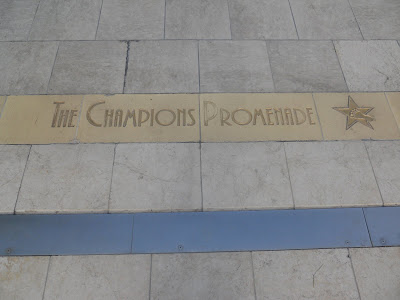 The Champions Promenade